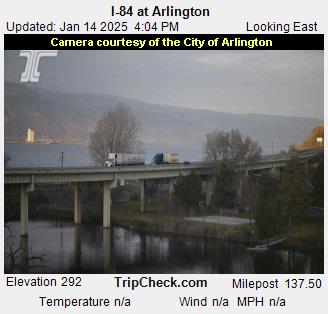 I-84 at Arlington
Updated: Jan 14 2025 4:04 PM Looking East
Camera courtesy of the City of Arlington
Elevation 292 TripCheck.com Milepost 137.50
Temperature n/a Wind n/a MPH n/a